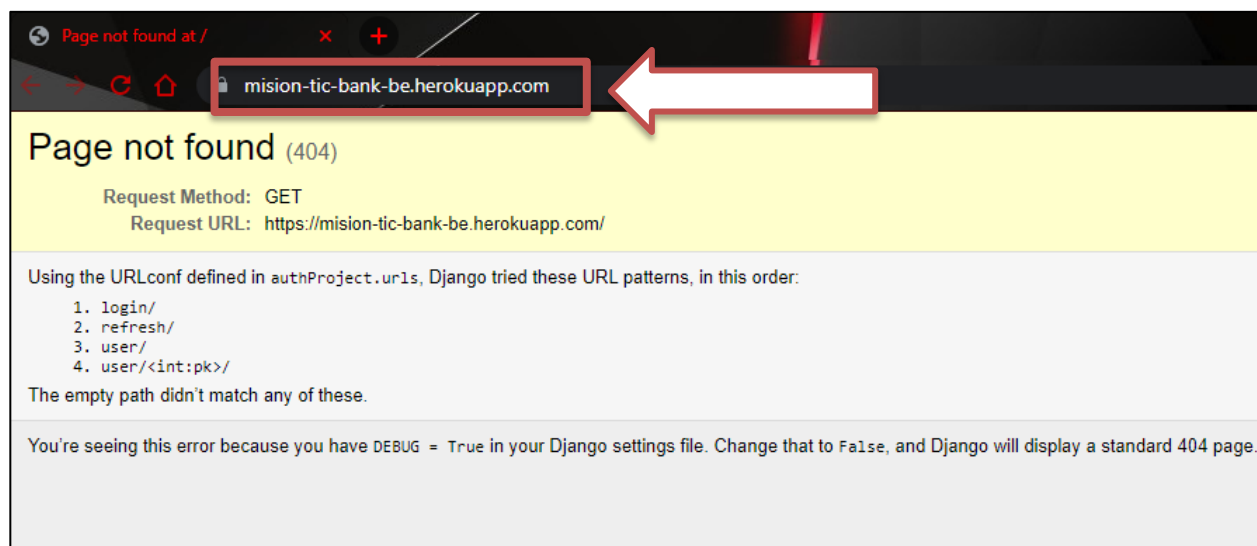 Page not found at /
mision-tic-bank-be.herokuapp.com
Page not found (404)
Request Method: GET
Request URL: https://mision-tic-bank-be.herokuapp.com/
Using the URLconf defined in authProject.urls, Django tried these URL patterns, in this order:
1. login/
2. refresh/
3. user/
4. user/<int:pk>/
The empty path didn't match any of these.
You're seeing this error because you have DEBUG = True in your Django settings file. Change that to False, and Django will display a standard 404 page.